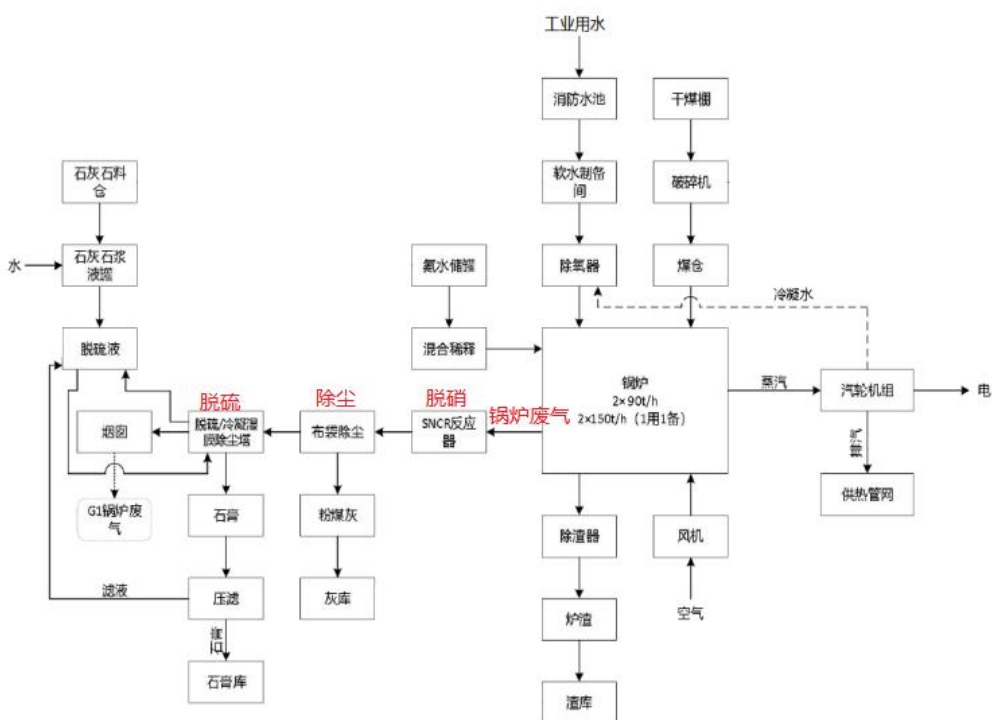 工业用水
消防水池
干煤棚
石灰石料
仓
软水制备
间
破碎机
水
石灰石浆
液罐
氨水储罐
除氧器
煤仓
冷凝水
脱硫液
混合稀释
锅炉
2×90t/h
2×150t/h（1用1备）
蒸汽
汽轮机组
电
脱硫
除尘
脱硝
锅炉废气
烟囱
脱硫/冷凝湿
膜除尘塔
布袋除尘
SNCR反应
器
排汽
G1锅炉废
气
石膏
粉煤灰
除渣器
风机
供热管网
滤液
压滤
灰库
炉渣
空气
石膏
石膏库
渣库